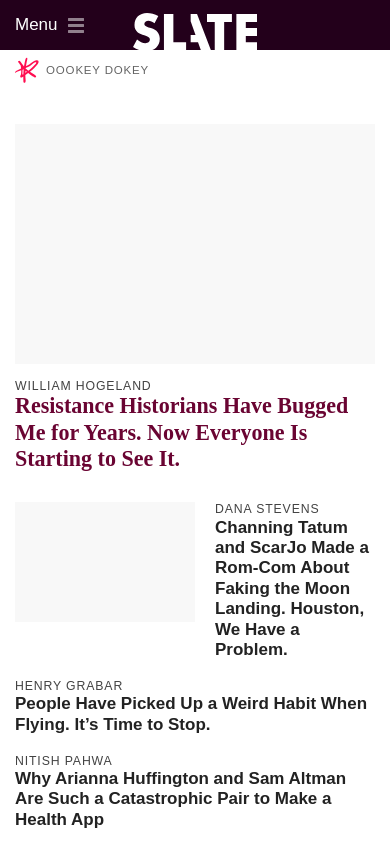 Menu
SLATE
OOOKEY DOKEY
WILLIAM HOGELAND
Resistance Historians Have Bugged
Me for Years. Now Everyone Is
Starting to See It.
DANA STEVENS
Channing Tatum
and ScarJo Made a
Rom-Com About
Faking the Moon
Landing. Houston,
We Have a
Problem.
HENRY GRABAR
People Have Picked Up a Weird Habit When
Flying. It’s Time to Stop.
NITISH PAHWA
Why Arianna Huffington and Sam Altman
Are Such a Catastrophic Pair to Make a
Health App